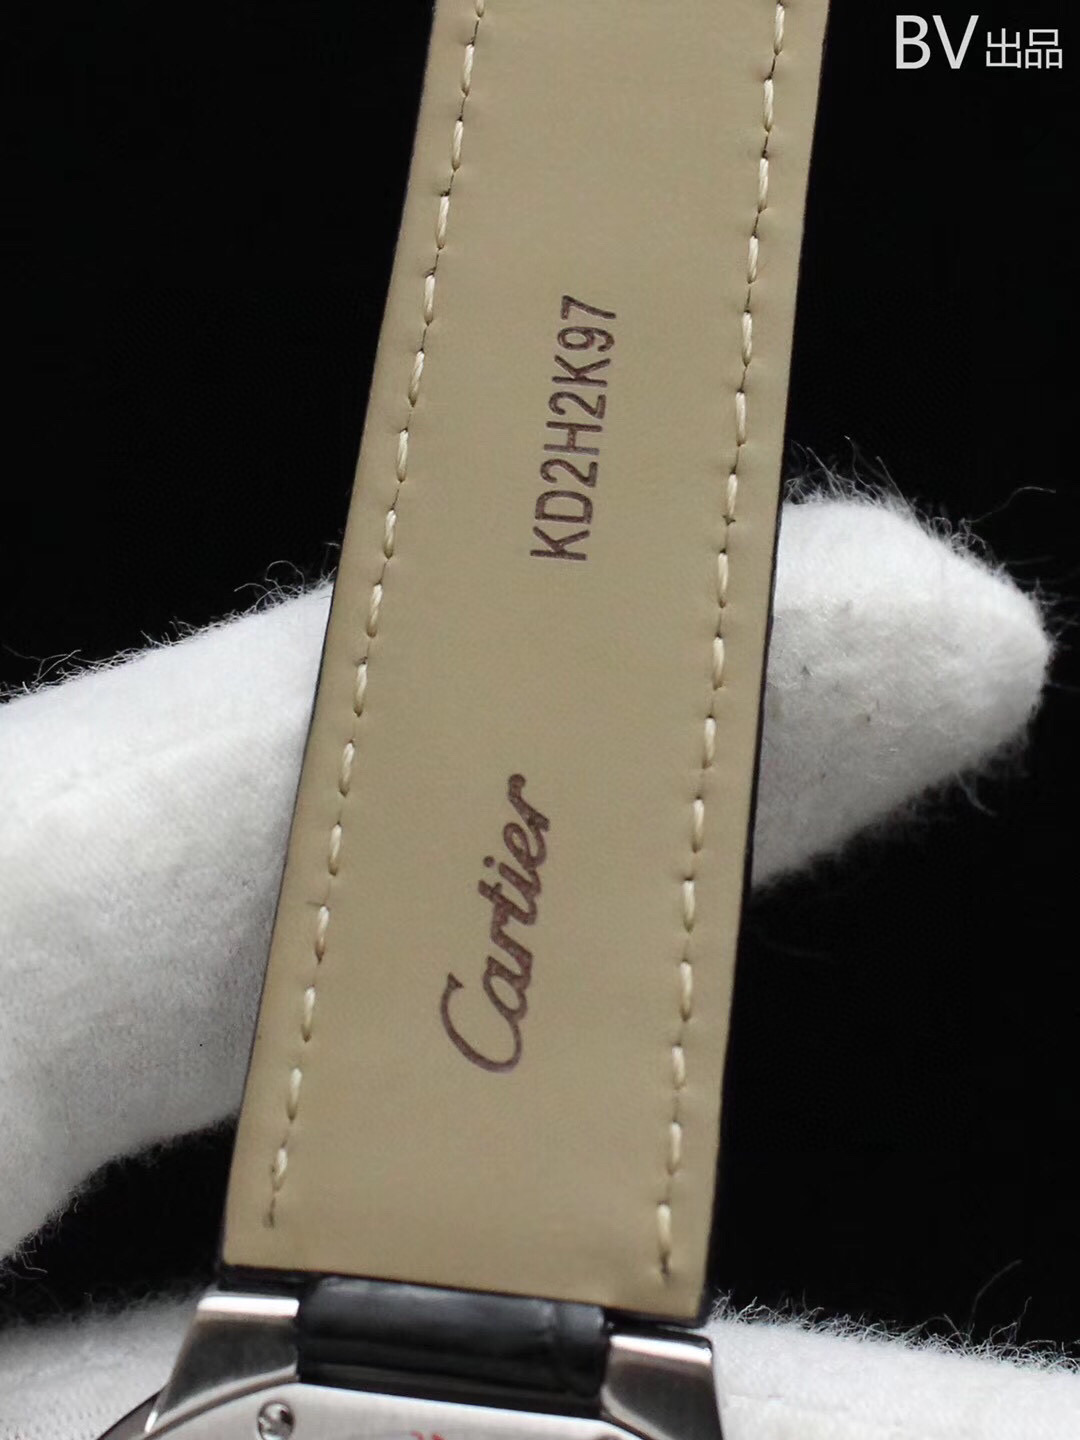 BV出品
KD2H2K97
Cartier